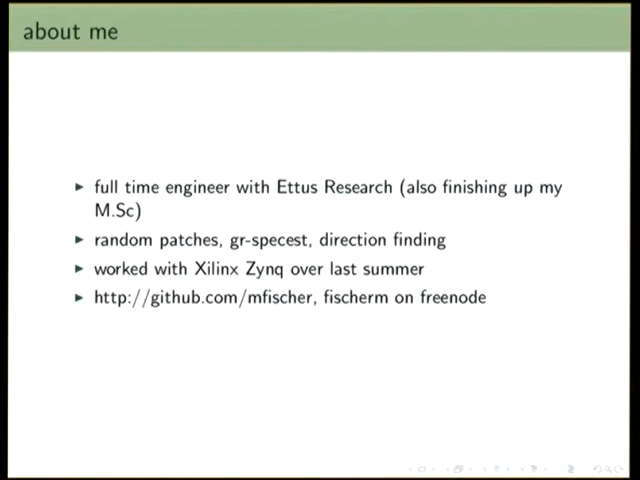 about me
full time engineer with Ettus Research (also finishing up my
M.Sc)
random patches, gr-specest, direction finding
worked with Xilinx Zynq over last summer
http://github.com/mfischer, fischerm on freenode